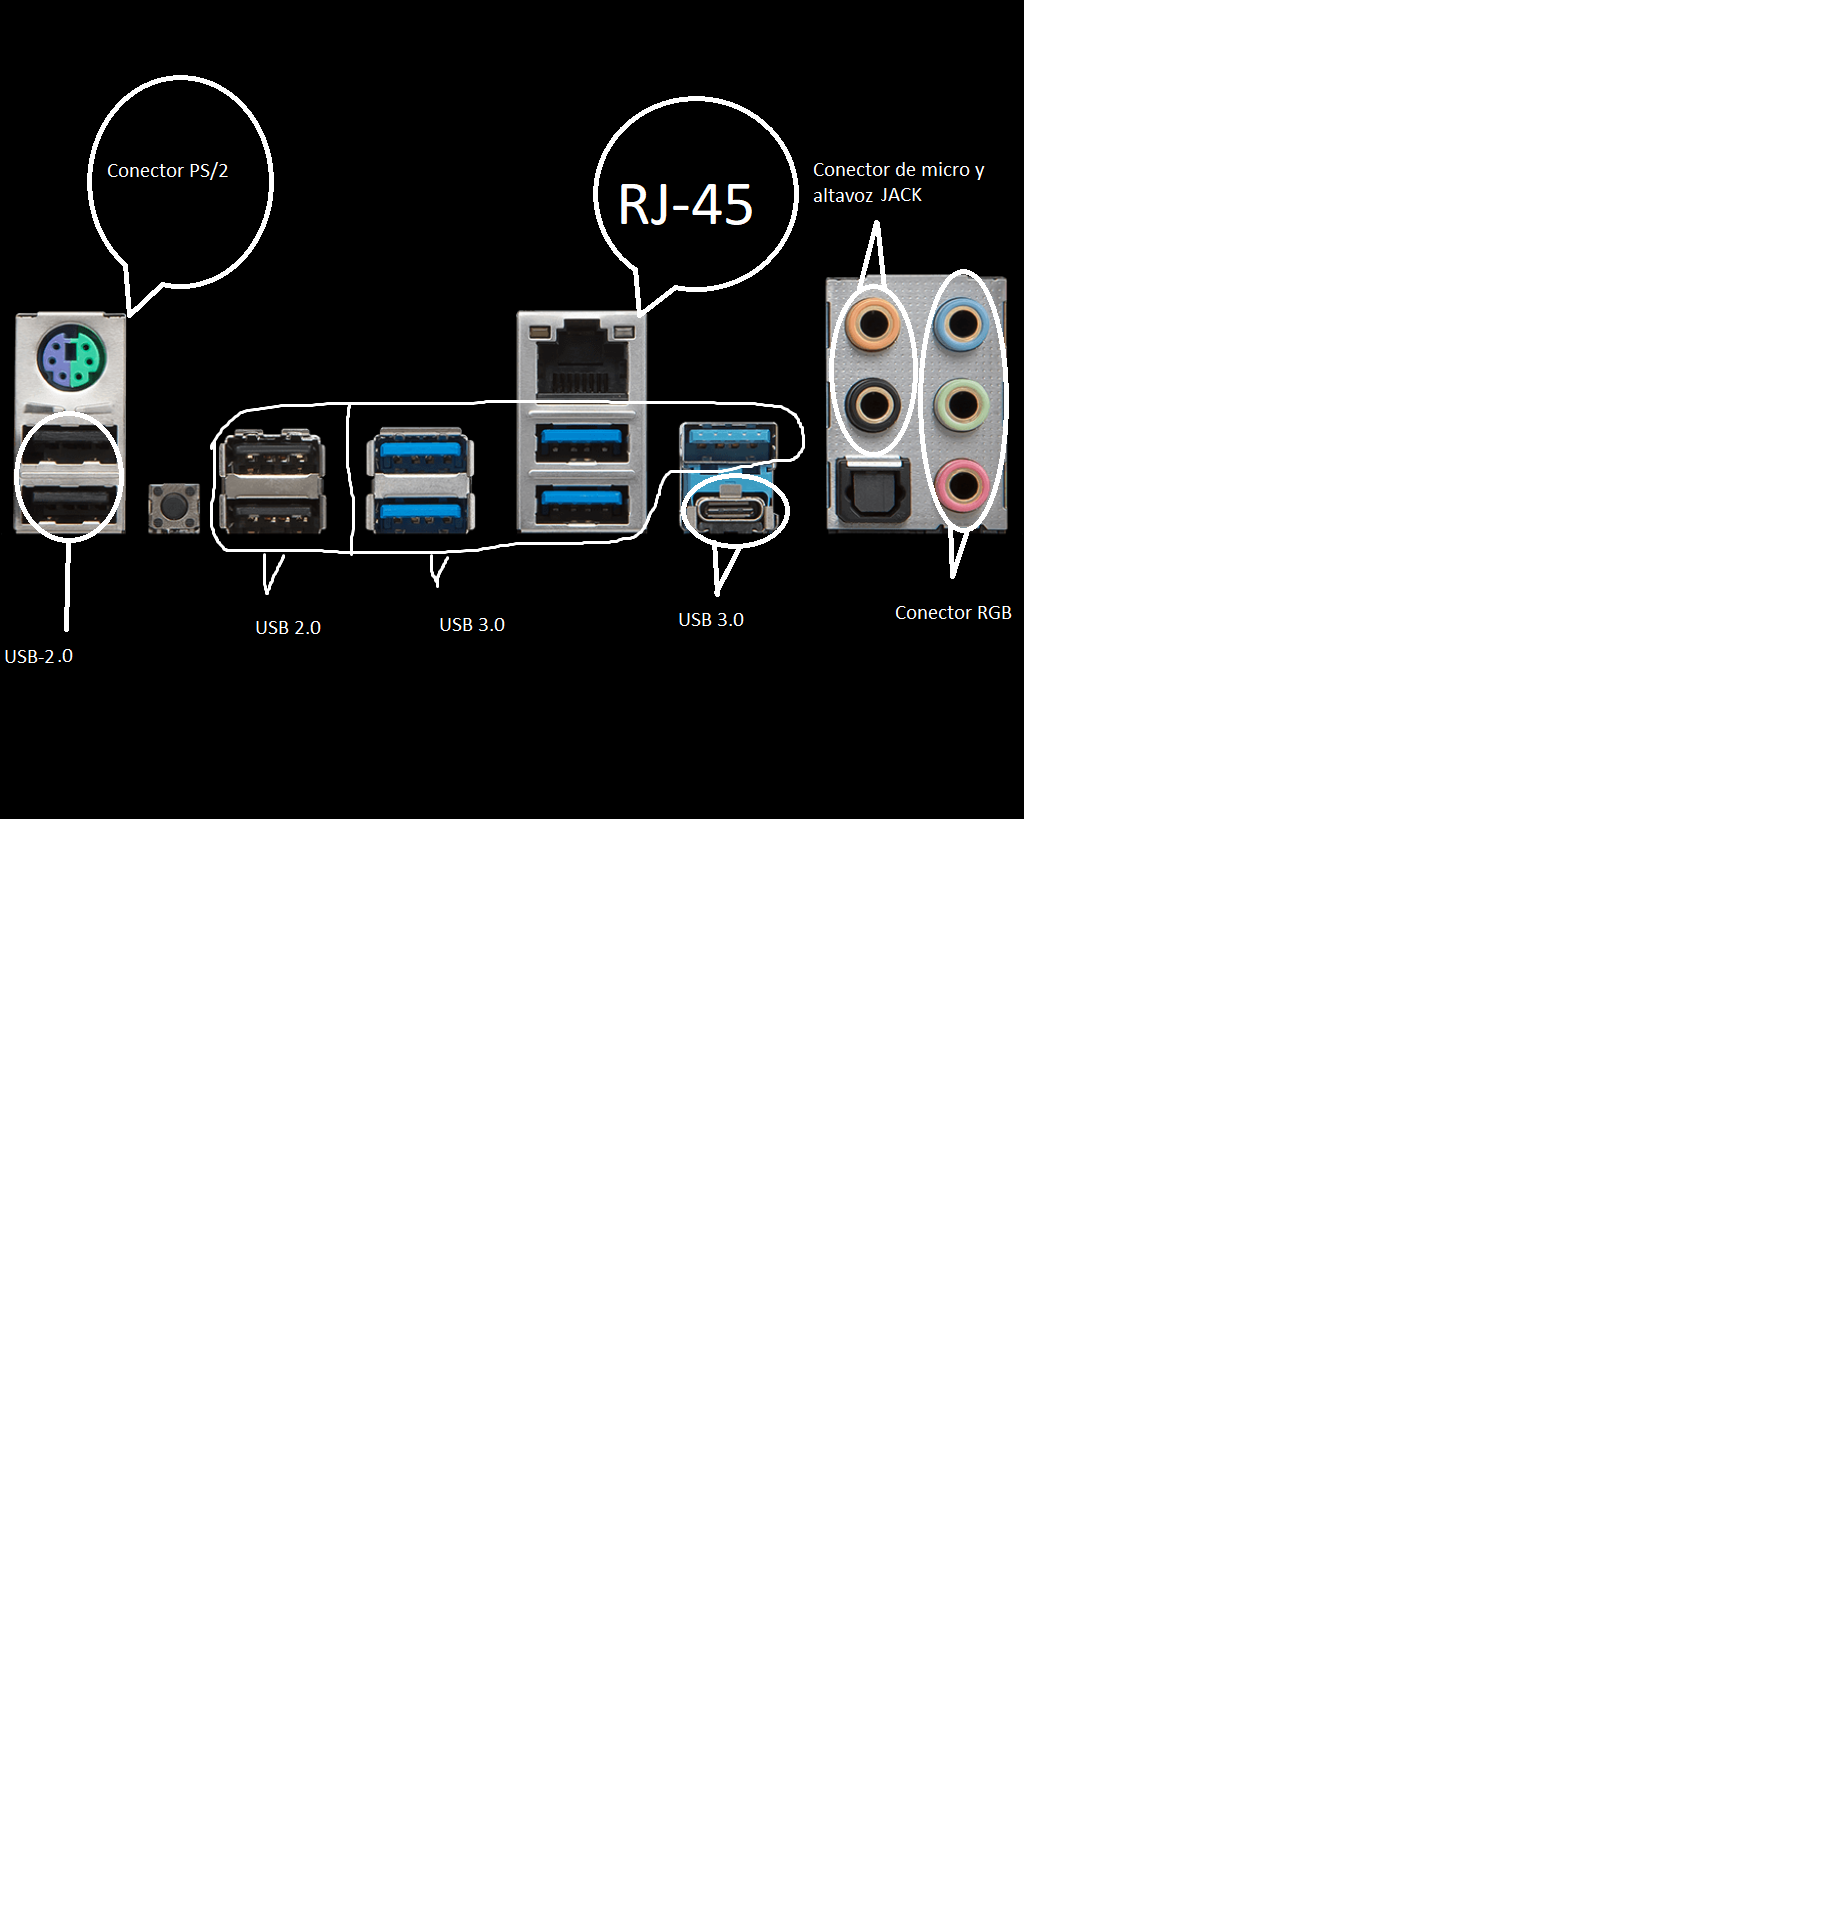 Conector PS/2
RJ-45
Conector de micro y
altavoz JACK
USB-2.0
USB 2.0
USB 3.0
USB 3.0
Conector RGB